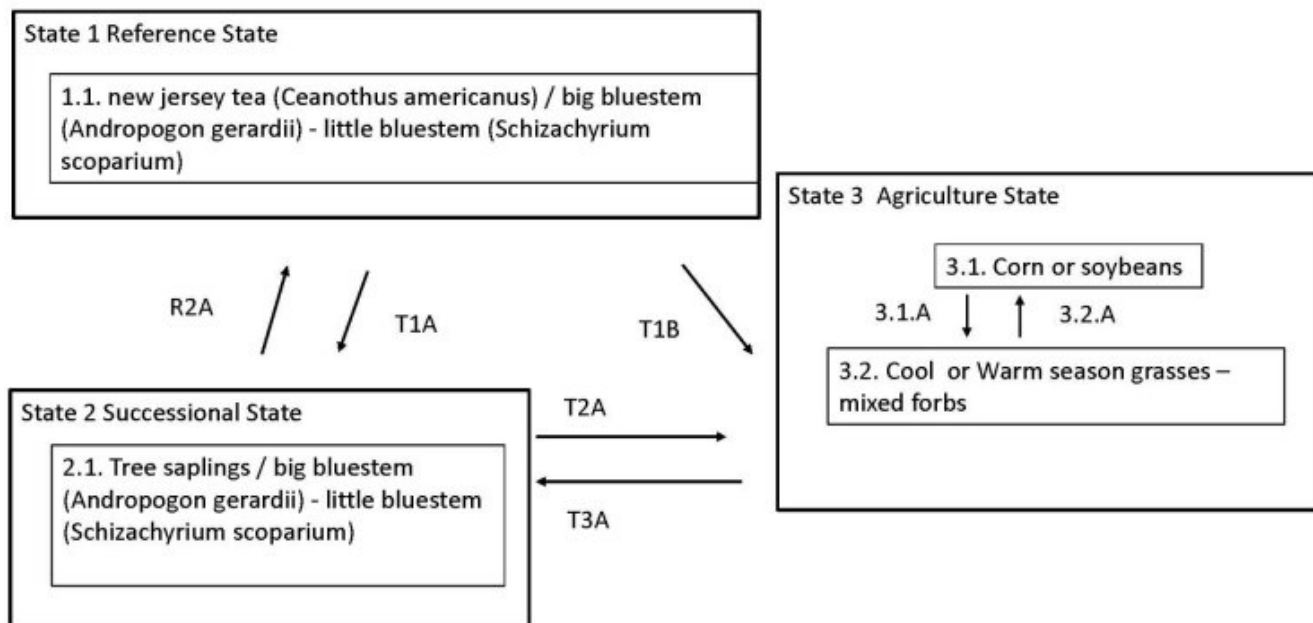 State 1 Reference State
1.1. new jersey tea (Ceanothus americanus) / big bluestem
(Andropogon gerardii) - little bluestem (Schizachyrium
scoparium)
State 3  Agriculture State
3.1. Corn or soybeans
3.1.A
3.2.A
3.2. Cool  or Warm season grasses –
mixed forbs
R2A
T1A
T1B
State 2 Successional State
2.1. Tree saplings / big bluestem
(Andropogon gerardii) - little bluestem
(Schizachyrium scoparium)
T2A
T3A